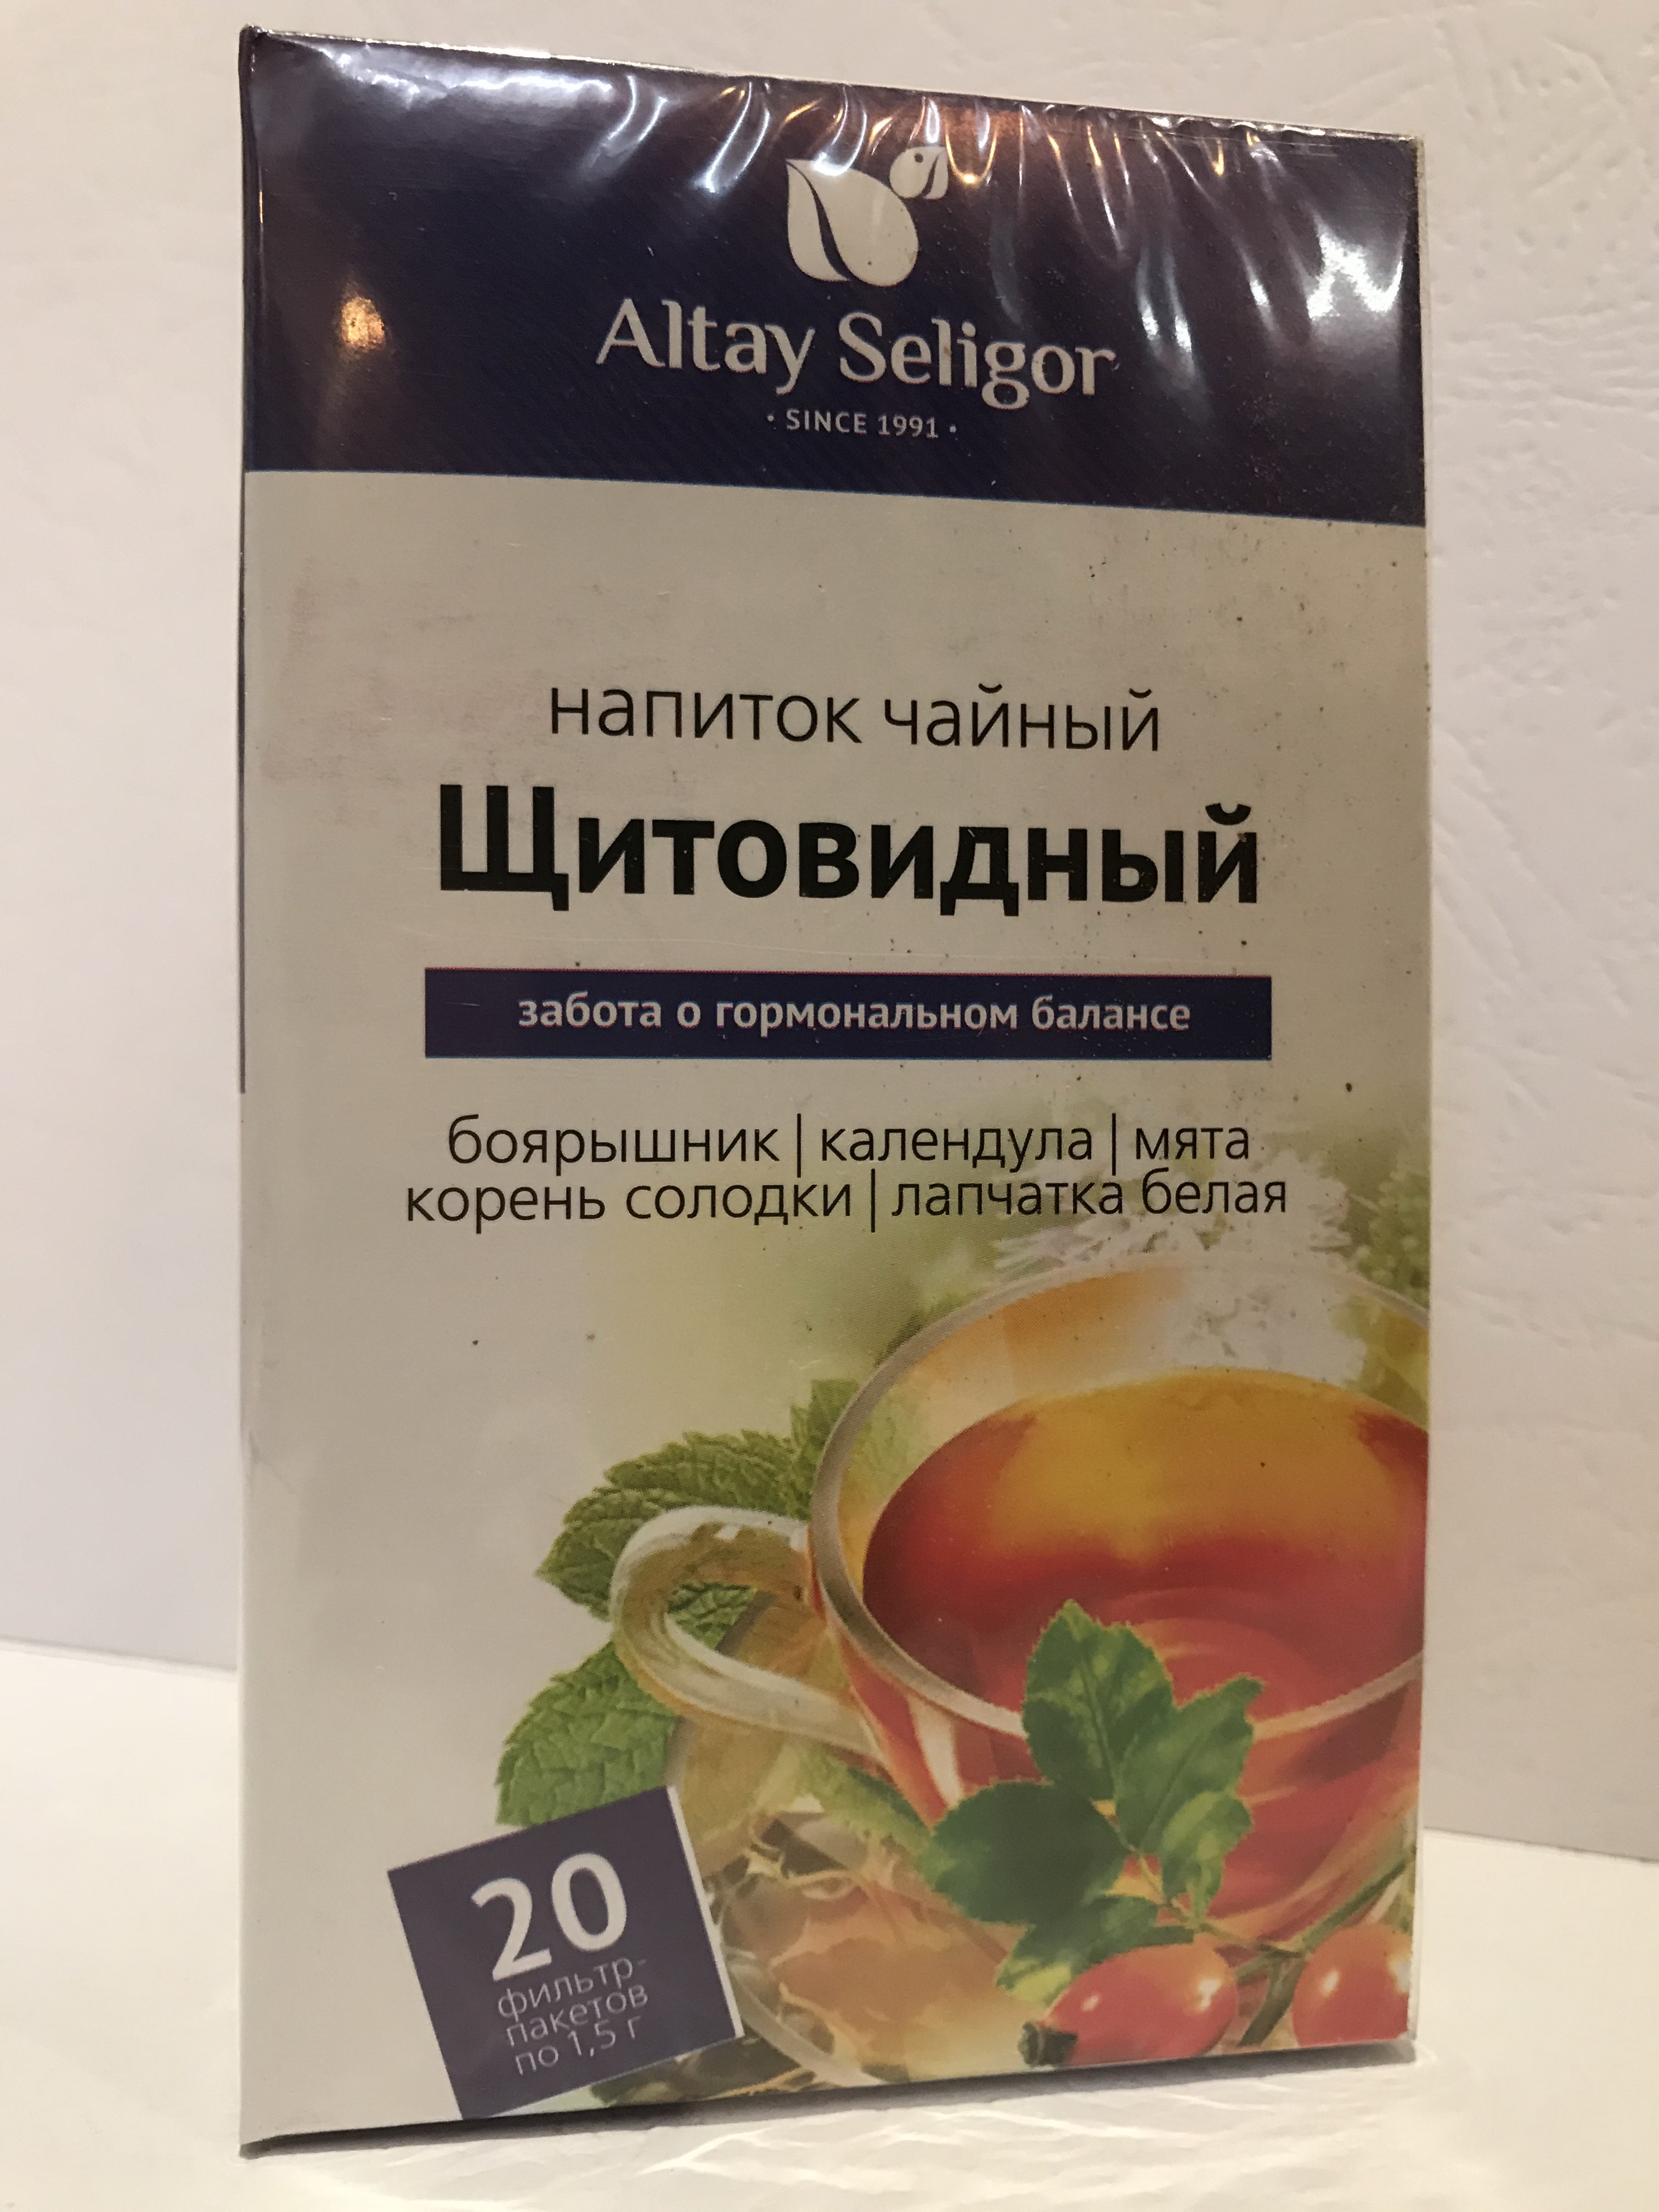 Altay Seligor
· SINCE 1991 ·
напиток чайный
Щитовидный
забота о гормональном балансе
боярышник | календула | мята
корень солодки | лапчатка белая
20
фильтр-
пакетов
по 1,5 г